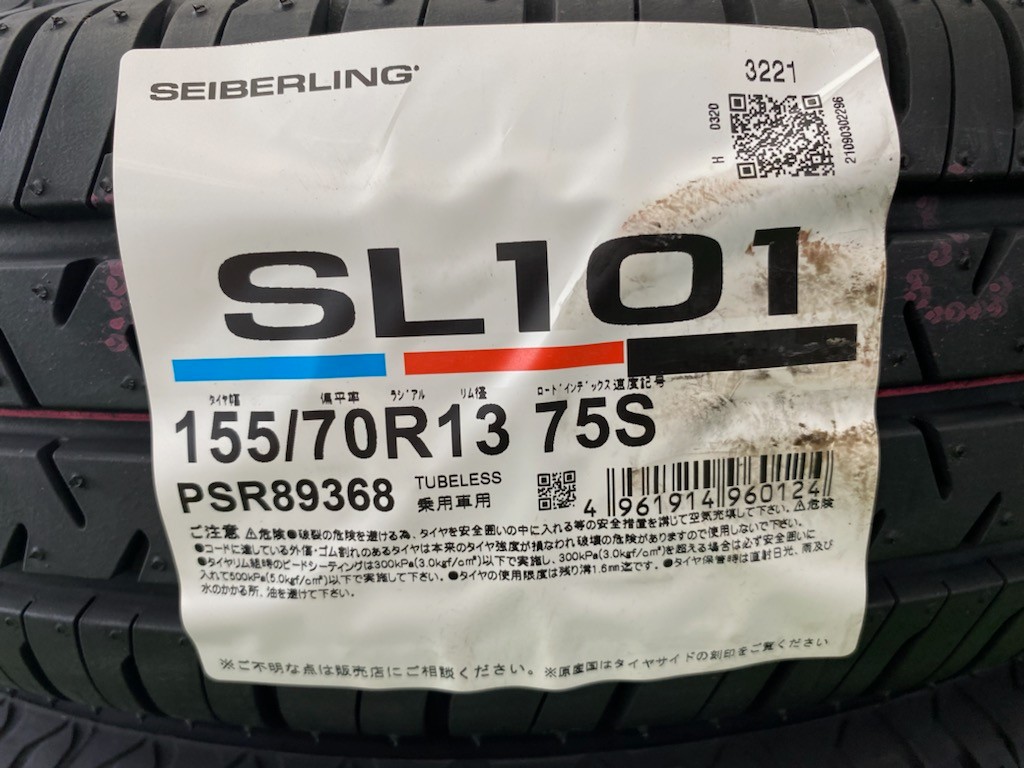 SEIBERLING
3221
H 0320
21090302296
SL101
タイヤ幅 偏平率 ラジアル リム径 ロードインデックス 速度記号
155/70R13 75S
PSR89368 TUBELESS
乗用車用
4 961914 960124
ご注意 ⚠危険●破裂の危険を避ける為、タイヤを安全囲いの中に入れる等の安全措置を講じて空気充填して下さい。⚠危険
●コードに達している外傷・ゴム割れのあるタイヤは本来のタイヤ強度が損なわれ破壊の危険がありますので使用しないで下さい。
●タイヤリム組時のビードシーティングは300kPa(3.0kgf/cm²)以下で実施し、300kPa(3.0kgf/cm²)を超える場合は必ず安全囲いに
入れて500kPa(5.0kgf/cm²)以下で実施して下さい。●タイヤの使用限度は残り溝1.6mm迄です。●タイヤ保管時は直射日光、雨及び
水のかかる所、油を避けて下さい。
※ご不明な点は販売店にご相談ください。※原産国はタイヤサイドの刻印をご覧ください